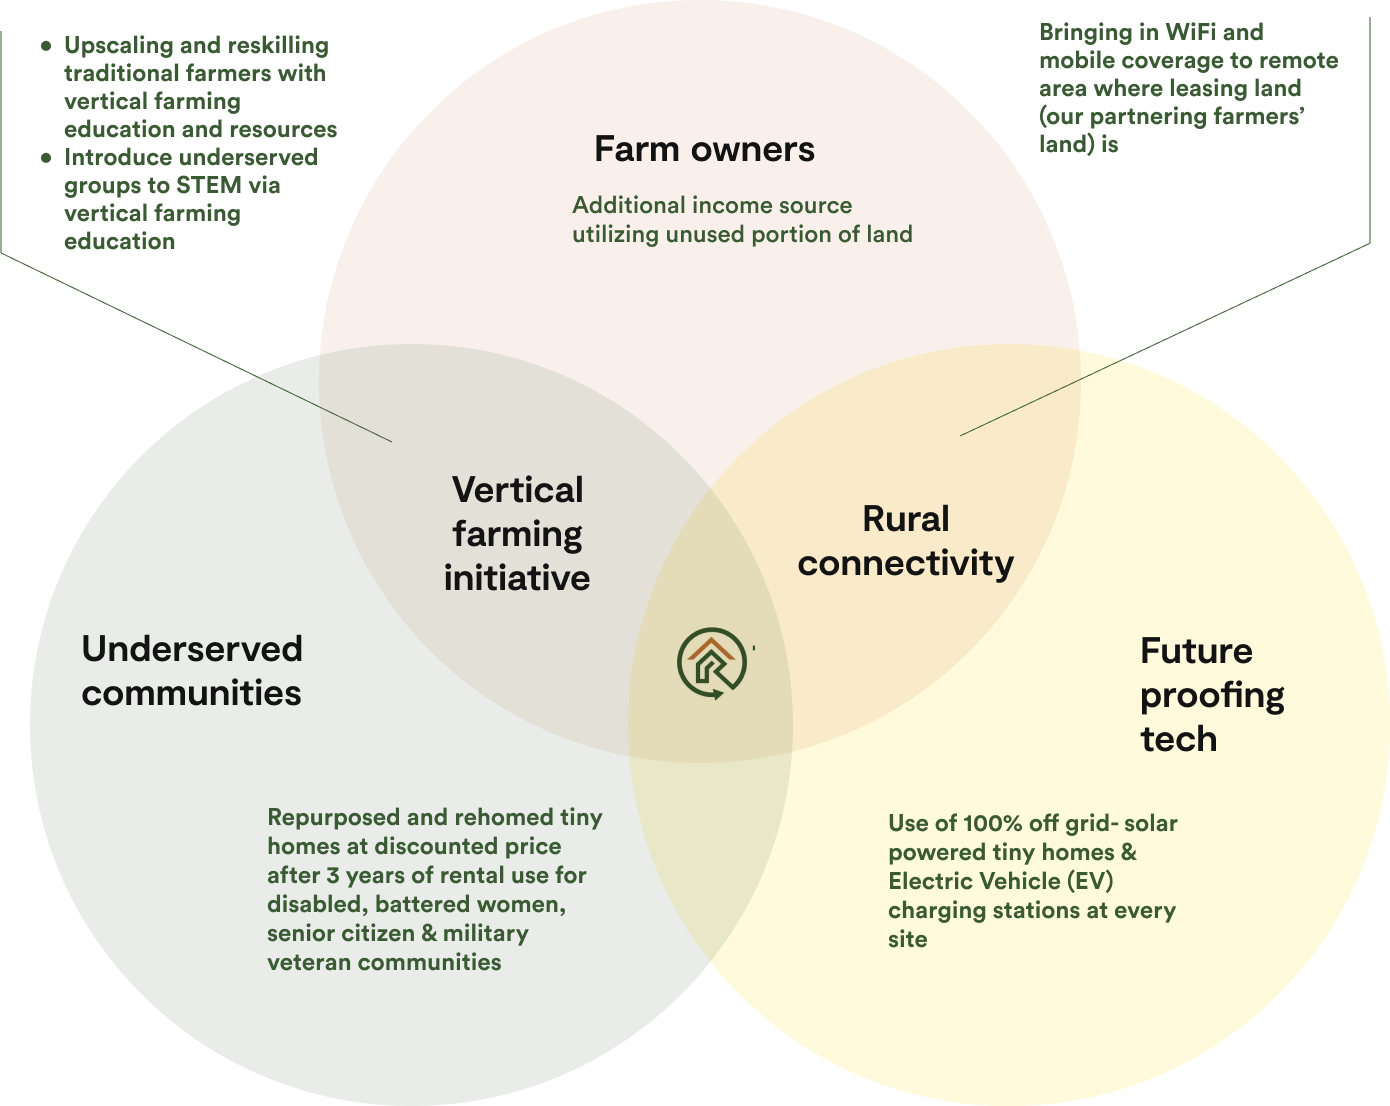 • Upscaling and reskilling
traditional farmers with
vertical farming
education and resources
• Introduce underserved
groups to STEM via
vertical farming
education
Bringing in WiFi and
mobile coverage to remote
area where leasing land
(our partnering farmers’
land) is
Farm owners
Additional income source
utilizing unused portion of land
Vertical
farming
initiative
Rural
connectivity
Underserved
communities
Future
proofing
tech
Repurposed and rehomed tiny
homes at discounted price
after 3 years of rental use for
disabled, battered women,
senior citizen & military
veteran communities
Use of 100% off grid- solar
powered tiny homes &
Electric Vehicle (EV)
charging stations at every
site